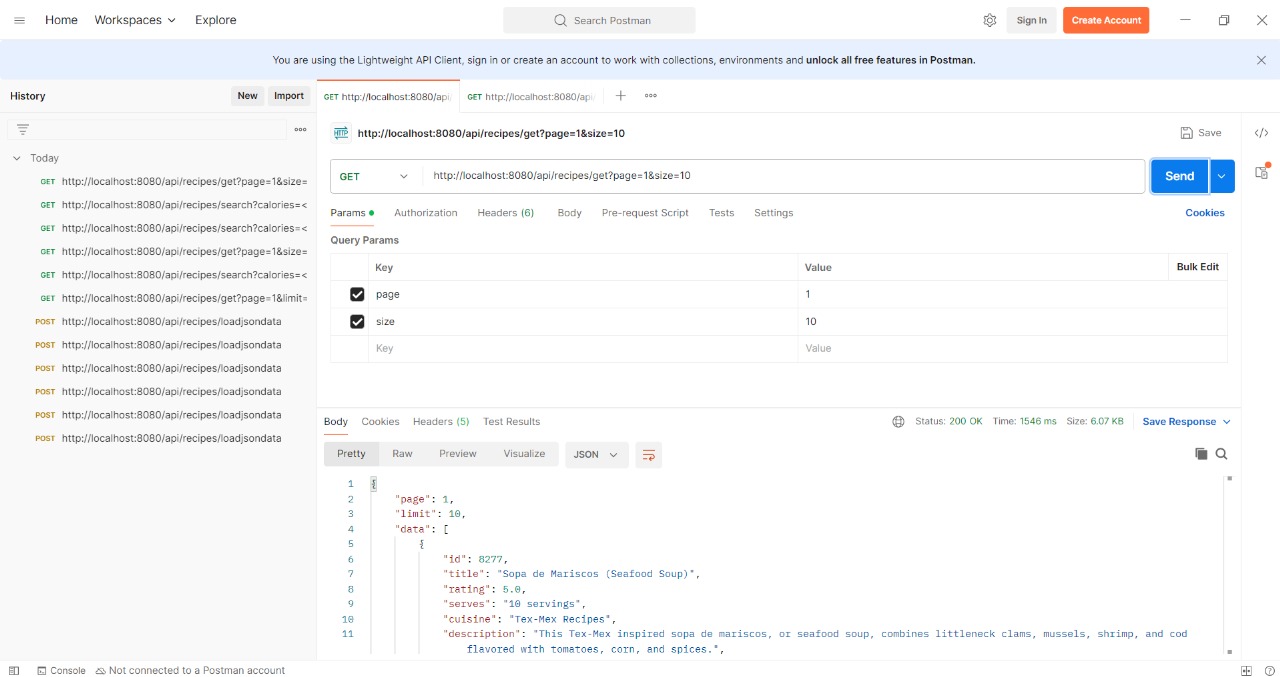 Home Workspaces Explore Search Postman Sign In Create Account
You are using the Lightweight API Client, sign in or create an account to work with collections, environments and unlock all free features in Postman.
History New Import
GET http://localhost:8080/api/ GET http://localhost:8080/api/
HTTP http://localhost:8080/api/recipes/get?page=1&size=10 Save
Today
GET http://localhost:8080/api/recipes/get?page=1&size=
GET http://localhost:8080/api/recipes/search?calories=<
GET http://localhost:8080/api/recipes/search?calories=<
GET http://localhost:8080/api/recipes/get?page=1&size=
GET http://localhost:8080/api/recipes/search?calories=<
GET http://localhost:8080/api/recipes/get?page=1&limit=
POST http://localhost:8080/api/recipes/loadjsondata
POST http://localhost:8080/api/recipes/loadjsondata
POST http://localhost:8080/api/recipes/loadjsondata
POST http://localhost:8080/api/recipes/loadjsondata
POST http://localhost:8080/api/recipes/loadjsondata
POST http://localhost:8080/api/recipes/loadjsondata
GET http://localhost:8080/api/recipes/get?page=1&size=10 Send
Params Authorization Headers (6) Body Pre-request Script Tests Settings Cookies
Query Params
Key Value Bulk Edit
page 1
size 10
Key Value
Body Cookies Headers (5) Test Results Status: 200 OK Time: 1546 ms Size: 6.07 KB Save Response
Pretty Raw Preview Visualize JSON
1 {
2 "page": 1,
3 "limit": 10,
4 "data": [
5 {
6 "id": 8277,
7 "title": "Sopa de Mariscos (Seafood Soup)",
8 "rating": 5.0,
9 "serves": "10 servings",
10 "cuisine": "Tex-Mex Recipes",
11 "description": "This Tex-Mex inspired sopa de mariscos, or seafood soup, combines littleneck clams, mussels, shrimp, and cod
flavored with tomatoes, corn, and spices.",
Console Not connected to a Postman account